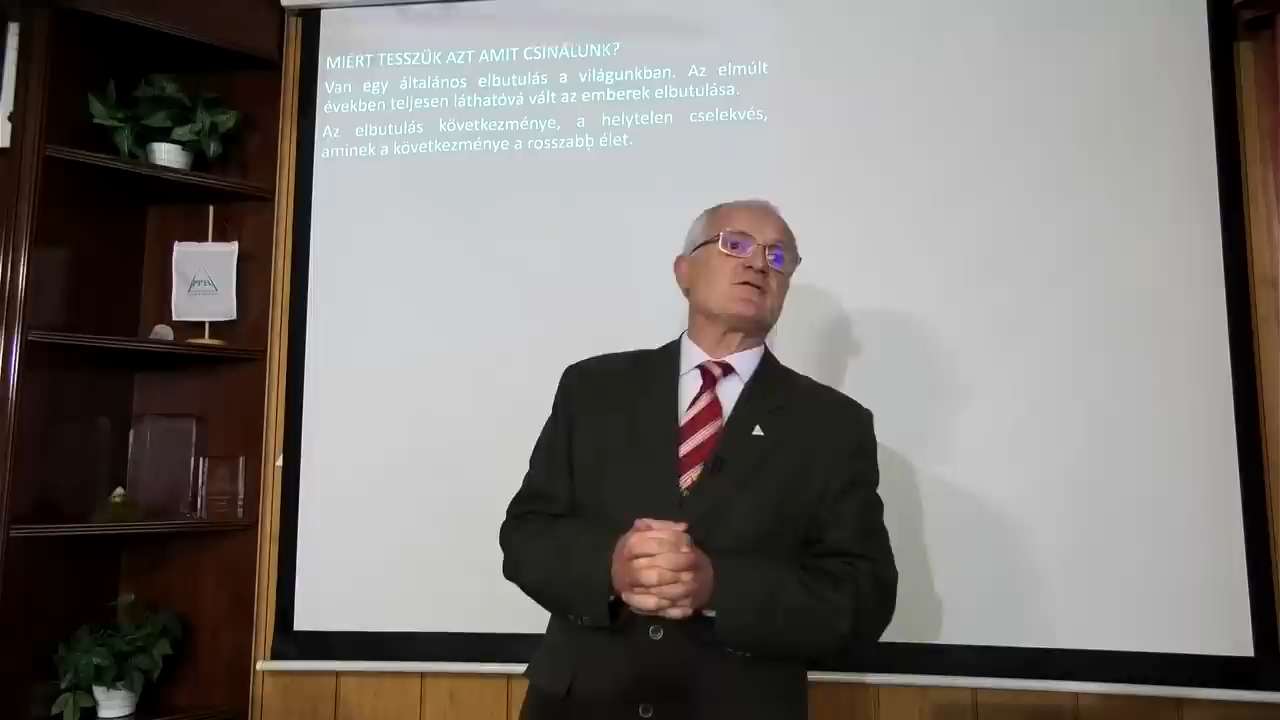 MIÉRT TESSZÜK AZT AMIT CSINÁLUNK?
Van egy általános elbutulás a világunkban. Az elmúlt
években teljesen láthatóvá vált az emberek elbutulása.
Az elbutulás következménye, a helytelen cselekvés,
aminek a következménye a rosszabb élet.